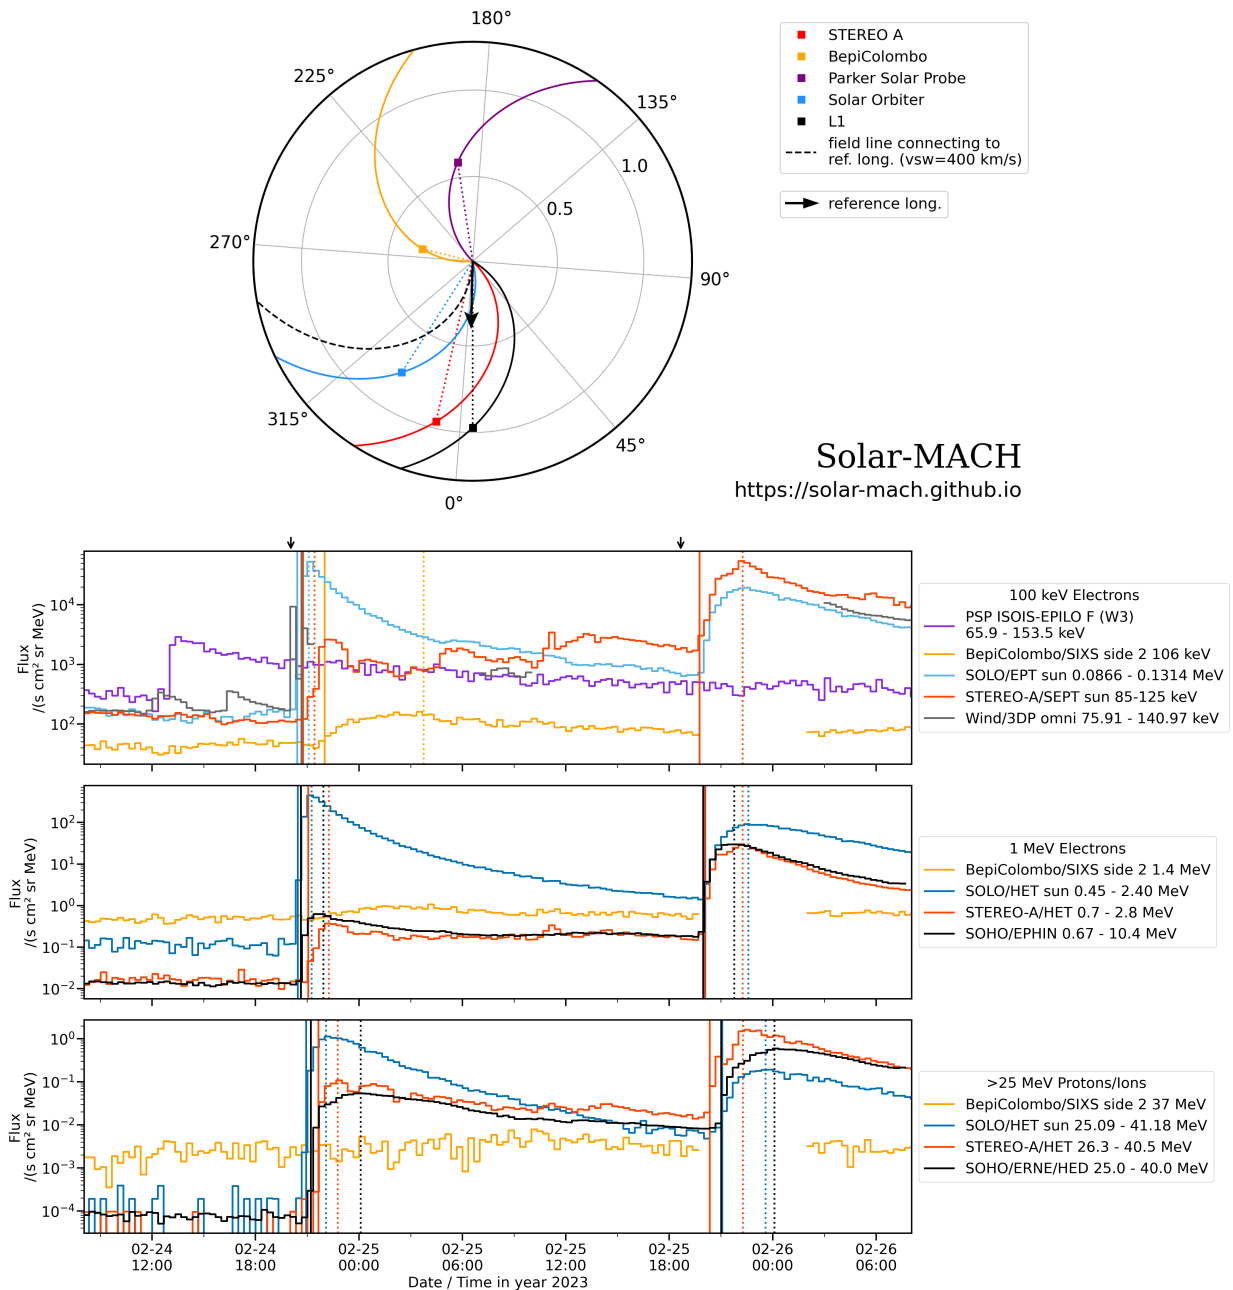 180°
225°
135°
1.0
0.5
270°
90°
315°
45°
0°
STEREO A
BepiColombo
Parker Solar Probe
Solar Orbiter
L1
field line connecting to
ref. long. (vsw=400 km/s)
reference long.
Solar-MACH
https://solar-mach.github.io
Flux
/(s cm² sr MeV)
10⁴
10³
10²
100 keV Electrons
PSP ISOIS-EPILO F (W3)
65.9 - 153.5 keV
BepiColombo/SIXS side 2 106 keV
SOLO/EPT sun 0.0866 - 0.1314 MeV
STEREO-A/SEPT sun 85-125 keV
Wind/3DP omni 75.91 - 140.97 keV
Flux
/(s cm² sr MeV)
10²
10¹
10⁰
10⁻¹
10⁻²
1 MeV Electrons
BepiColombo/SIXS side 2 1.4 MeV
SOLO/HET sun 0.45 - 2.40 MeV
STEREO-A/HET 0.7 - 2.8 MeV
SOHO/EPHIN 0.67 - 10.4 MeV
Flux
/(s cm² sr MeV)
10⁰
10⁻¹
10⁻²
10⁻³
10⁻⁴
>25 MeV Protons/Ions
BepiColombo/SIXS side 2 37 MeV
SOLO/HET sun 25.09 - 41.18 MeV
STEREO-A/HET 26.3 - 40.5 MeV
SOHO/ERNE/HED 25.0 - 40.0 MeV
02-24 02-24 02-25 02-25 02-25 02-25 02-26 02-26
12:00 18:00 00:00 06:00 12:00 18:00 00:00 06:00
Date / Time in year 2023